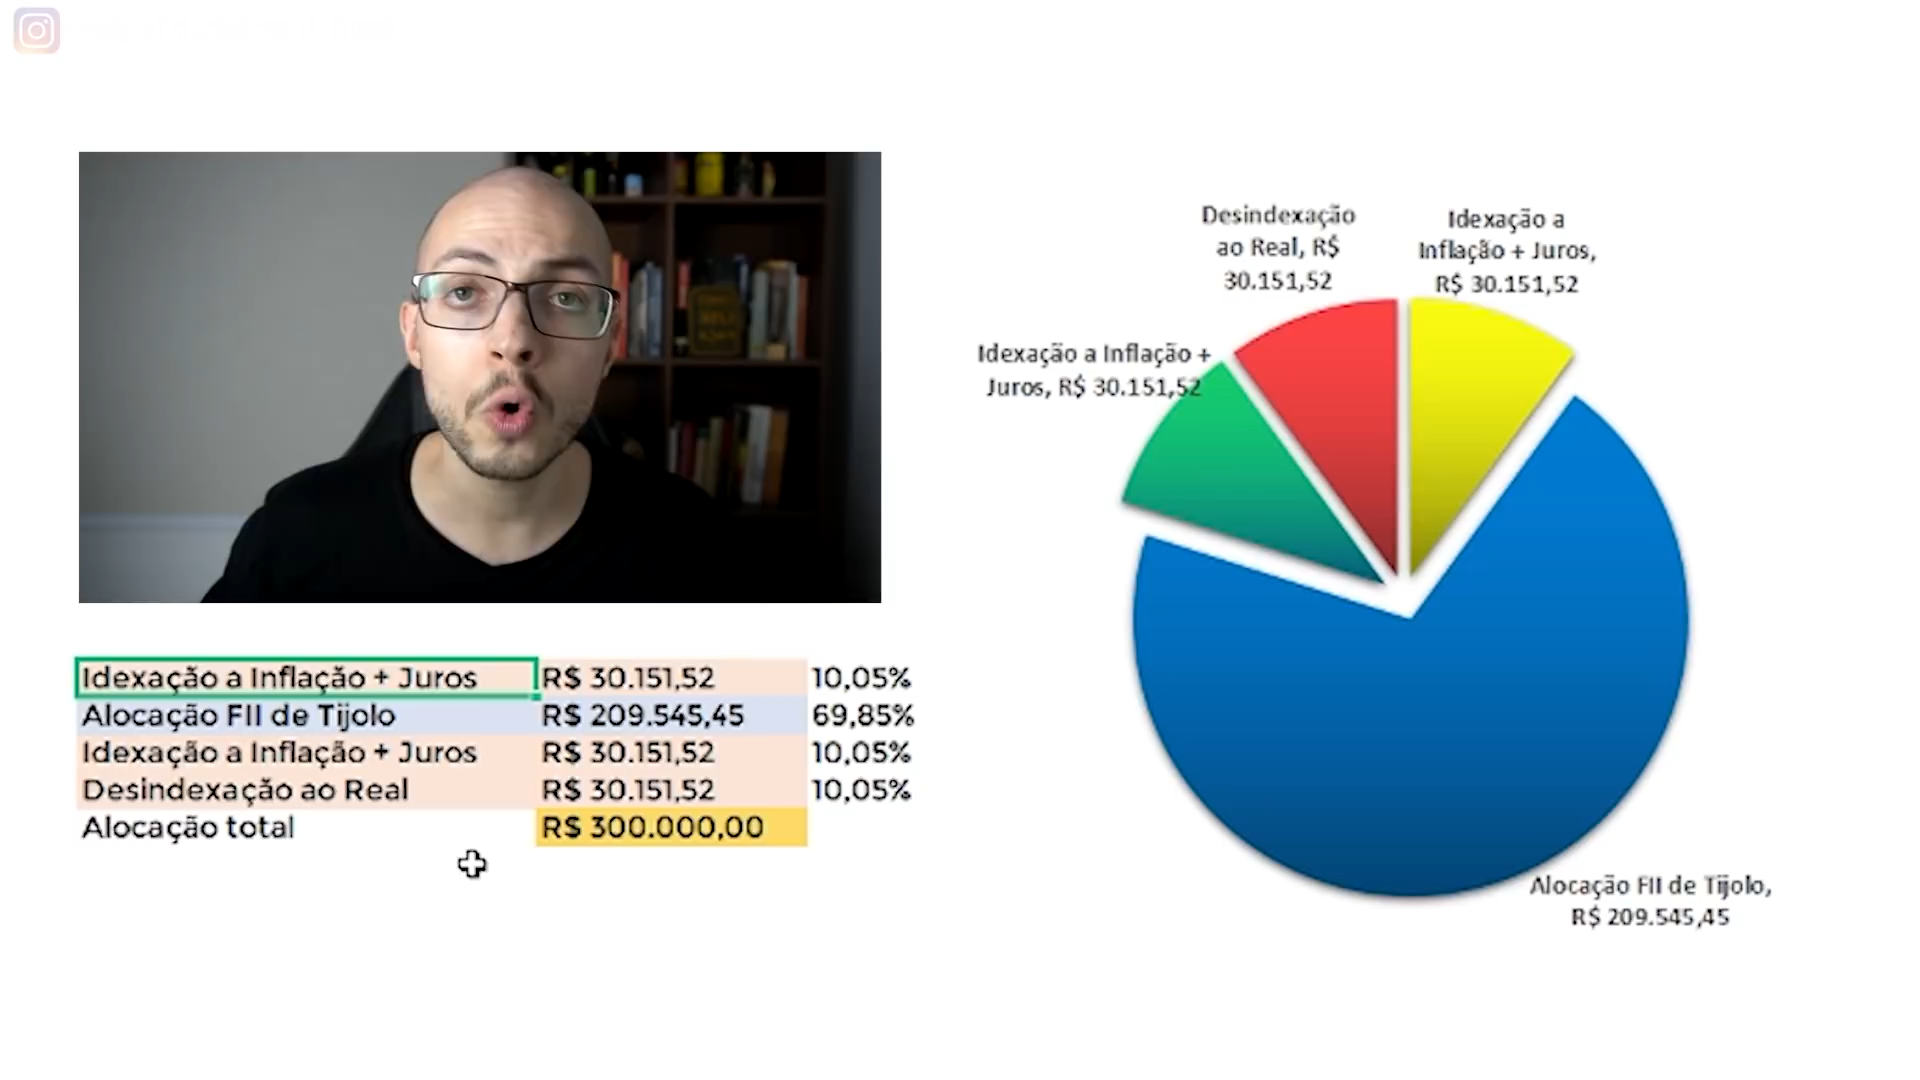 Desindexação
ao Real, R$
30.151,52
Idexação a
Inflação + Juros,
R$ 30.151,52
Idexação a Inflação +
Juros, R$ 30.151,52
Idexação a Inflação + Juros R$ 30.151,52 10,05%
Alocação FII de Tijolo R$ 209.545,45 69,85%
Idexação a Inflação + Juros R$ 30.151,52 10,05%
Desindexação ao Real R$ 30.151,52 10,05%
Alocação total R$ 300.000,00
Alocação FII de Tijolo,
R$ 209.545,45